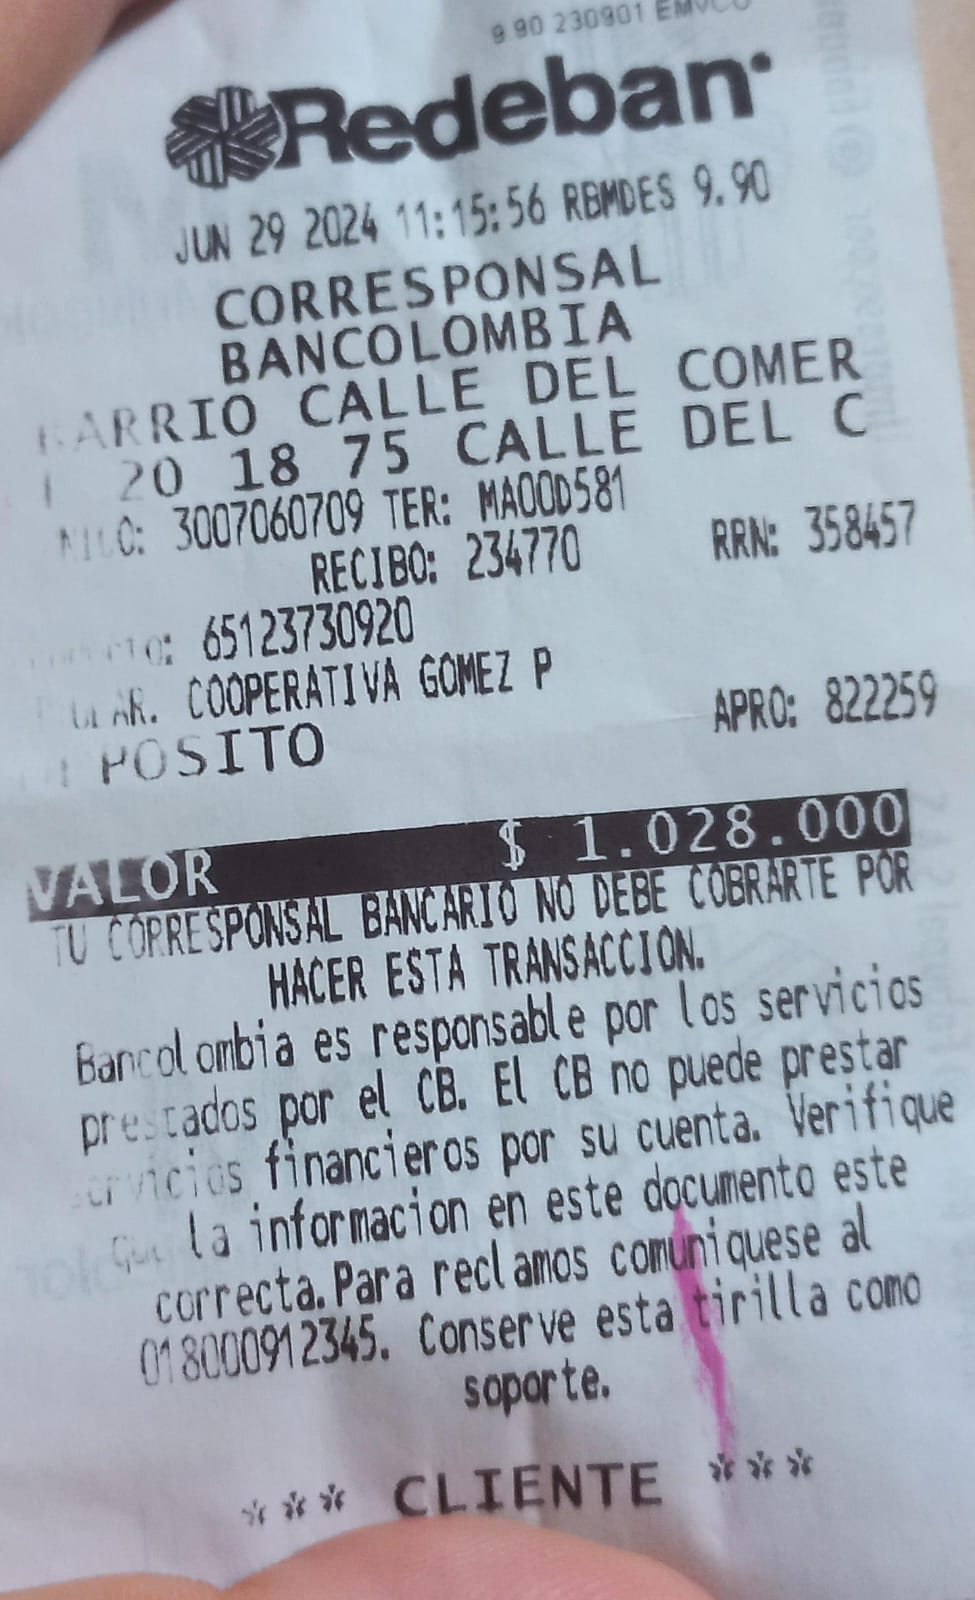 9 90 230901 EMVCO
Redeban
JUN 29 2024 11:15:56 RBMDES 9.90
CORRESPONSAL
BANCOLOMBIA
BARRIO CALLE DEL COMER
20 18 75 CALLE DEL C
3007060709 TER: MA00D581
RECIBO: 234770 RRN: 358457
65123730920
COOPERATIVA GOMEZ P
POSITO APRO: 822259
VALOR $ 1.028.000
TU CORRESPONSAL BANCARIO NO DEBE COBRARTE POR
HACER ESTA TRANSACCION.
Bancolombia es responsable por los servicios
prestados por el CB. El CB no puede prestar
servicios financieros por su cuenta. Verifique
que la informacion en este documento este
correcta.Para reclamos comuniquese al
018000912345. Conserve esta tirilla como
soporte.
*** CLIENTE ***